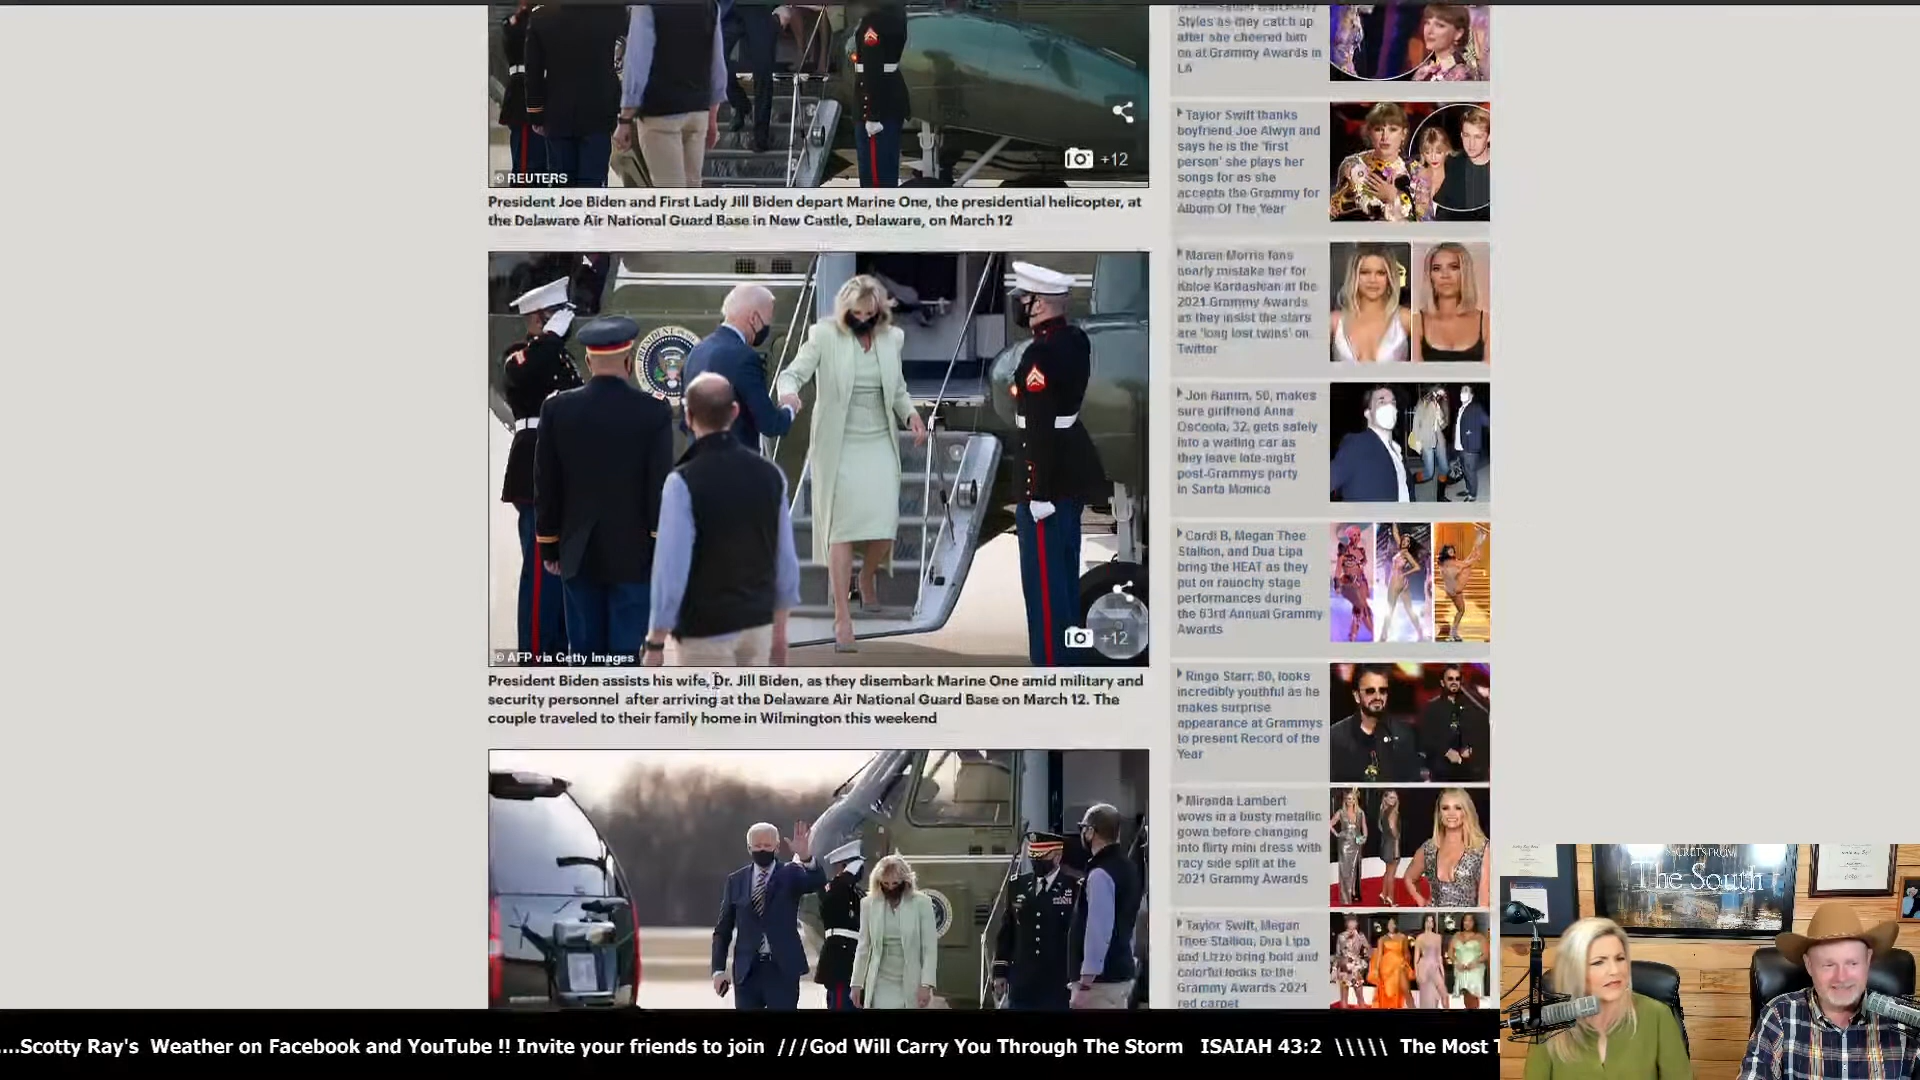 © REUTERS
+12
President Joe Biden and First Lady Jill Biden depart Marine One, the presidential helicopter, at
the Delaware Air National Guard Base in New Castle, Delaware, on March 12
© AFP via Getty Images
+12
President Biden assists his wife, Dr. Jill Biden, as they disembark Marine One amid military and
security personnel after arriving at the Delaware Air National Guard Base on March 12. The
couple traveled to their family home in Wilmington this weekend
Styles as they catch up
after she cheered him
on at Grammy Awards in
LA
Taylor Swift thanks
boyfriend Joe Alwyn and
says he is the 'first
person' she plays her
songs for as she
accepts the Grammy for
Album Of The Year
Maren Morris fans
nearly mistake her for
Khloe Kardashian at the
2021 Grammy Awards
as they insist the stars
are 'long lost twins' on
Twitter
Jon Hamm, 50, makes
sure girlfriend Anna
Osceola, 32, gets safely
into a waiting car as
they leave late-night
post-Grammys party
in Santa Monica
Cardi B, Megan Thee
Stallion, and Dua Lipa
bring the HEAT as they
put on raunchy stage
performances during
the 63rd Annual Grammy
Awards
Ringo Starr, 80, looks
incredibly youthful as he
makes surprise
appearance at Grammys
to present Record of the
Year
Miranda Lambert
wows in a busty metallic
gown before changing
into flirty mini dress with
racy side split at the
2021 Grammy Awards
Taylor Swift, Megan
Thee Stallion, Dua Lipa
and Lizzo bring bold and
colorful looks to the
Grammy Awards 2021
red carpet
SECRETS FROM
The South
....Scotty Ray's Weather on Facebook and YouTube !! Invite your friends to join ///God Will Carry You Through The Storm ISAIAH 43:2 \\\\\ The Most